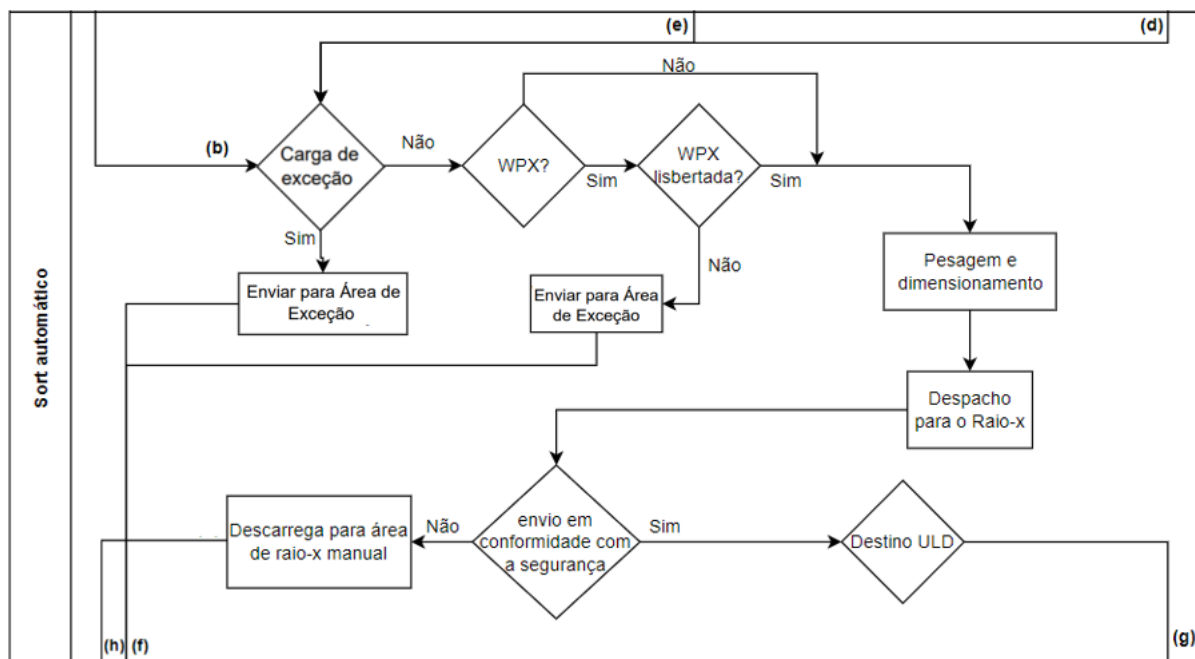 (e)
(d)
Não
(b)
Carga de
exceção
Não
WPX?
Sim
WPX
lisbertada?
Sim
Sim
Não
Enviar para Área de
Exceção
Enviar para Área
de Exceção
Pesagem e
dimensionamento
Sort automático
Despacho
para o Raio-x
Descarrega para área
de raio-x manual
Não
envio em
conformidade com
a segurança
Sim
Destino ULD
(h)
(f)
(g)